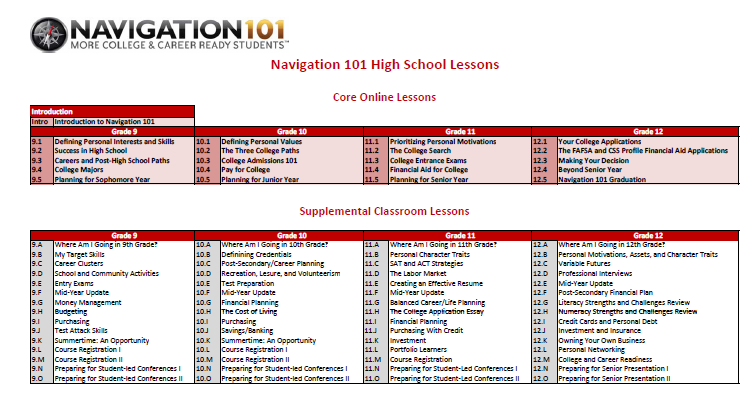 NAVIGATION101
MORE COLLEGE & CAREER READY STUDENTS™
Navigation 101 High School Lessons
Core Online Lessons
Introduction
Intro Introduction to Navigation 101
Grade 9 Grade 10 Grade 11 Grade 12
9.1 Defining Personal Interests and Skills 10.1 Defining Personal Values 11.1 Prioritizing Personal Motivations 12.1 Your College Applications
9.2 Success in High School 10.2 The Three College Paths 11.2 The College Search 12.2 The FAFSA and CSS Profile Financial Aid Applications
9.3 Careers and Post-High School Paths 10.3 College Admissions 101 11.3 College Entrance Exams 12.3 Making Your Decision
9.4 College Majors 10.4 Pay for College 11.4 Financial Aid for College 12.4 Beyond Senior Year
9.5 Planning for Sophomore Year 10.5 Planning for Junior Year 11.5 Planning for Senior Year 12.5 Navigation 101 Graduation
Supplemental Classroom Lessons
Grade 9 Grade 10 Grade 11 Grade 12
9.A Where Am I Going in 9th Grade? 10.A Where Am I Going in 10th Grade? 11.A Where Am I Going in 11th Grade? 12.A Where Am I Going in 12th Grade?
9.B My Target Skills 10.B Definining Credentials 11.B Personal Character Traits 12.B Personal Motivations, Assets, and Character Traits
9.C Career Clusters 10.C Post-Secondary/Career Planning 11.C SAT and ACT Strategies 12.C Variable Futures
9.D School and Community Activities 10.D Recreation, Lesure, and Volunteerism 11.D The Labor Market 12.D Professional Interviews
9.E Entry Exams 10.E Test Preparation 11.E Creating an Effective Resume 12.E Mid-Year Update
9.F Mid-Year Update 10.F Mid-Year Update 11.F Mid-Year Update 12.F Post-Secondary Financial Plan
9.G Money Management 10.G Financial Planning 11.G Balanced Career/Life Planning 12.G Literacy Strengths and Challenges Review
9.H Budgeting 10.H The Cost of Living 11.H The College Application Essay 12.H Numeracy Strengths and Challenges Review
9.I Purchasing 10.I Purchasing 11.I Financial Planning 12.I Credit Cards and Personal Debt
9.J Test Attack Skills 10.J Savings/Banking 11.J Purchasing With Credit 12.J Investment and Insurance
9.K Summertime: An Opportunity 10.K Summertime: An Opportunity 11.K Investment 12.K Owning Your Own Business
9.L Course Registration I 10.L Course Registration I 11.L Portfolio Learners 12.L Personal Networking
9.M Course Registration II 10.M Course Registration II 11.M Course Registration 12.M College and Career Readiness
9.N Preparing for Student-led Conferences I 10.N Preparing for Student-led Conferences I 11.N Preparing for Student-Led Conferences I 12.N Preparing for Senior Presentation I
9.O Preparing for Student-led Conferences II 10.O Preparing for Student-led Conferences II 11.O Preparing for Student-Led Conferences II 12.O Preparing for Senior Presentation II